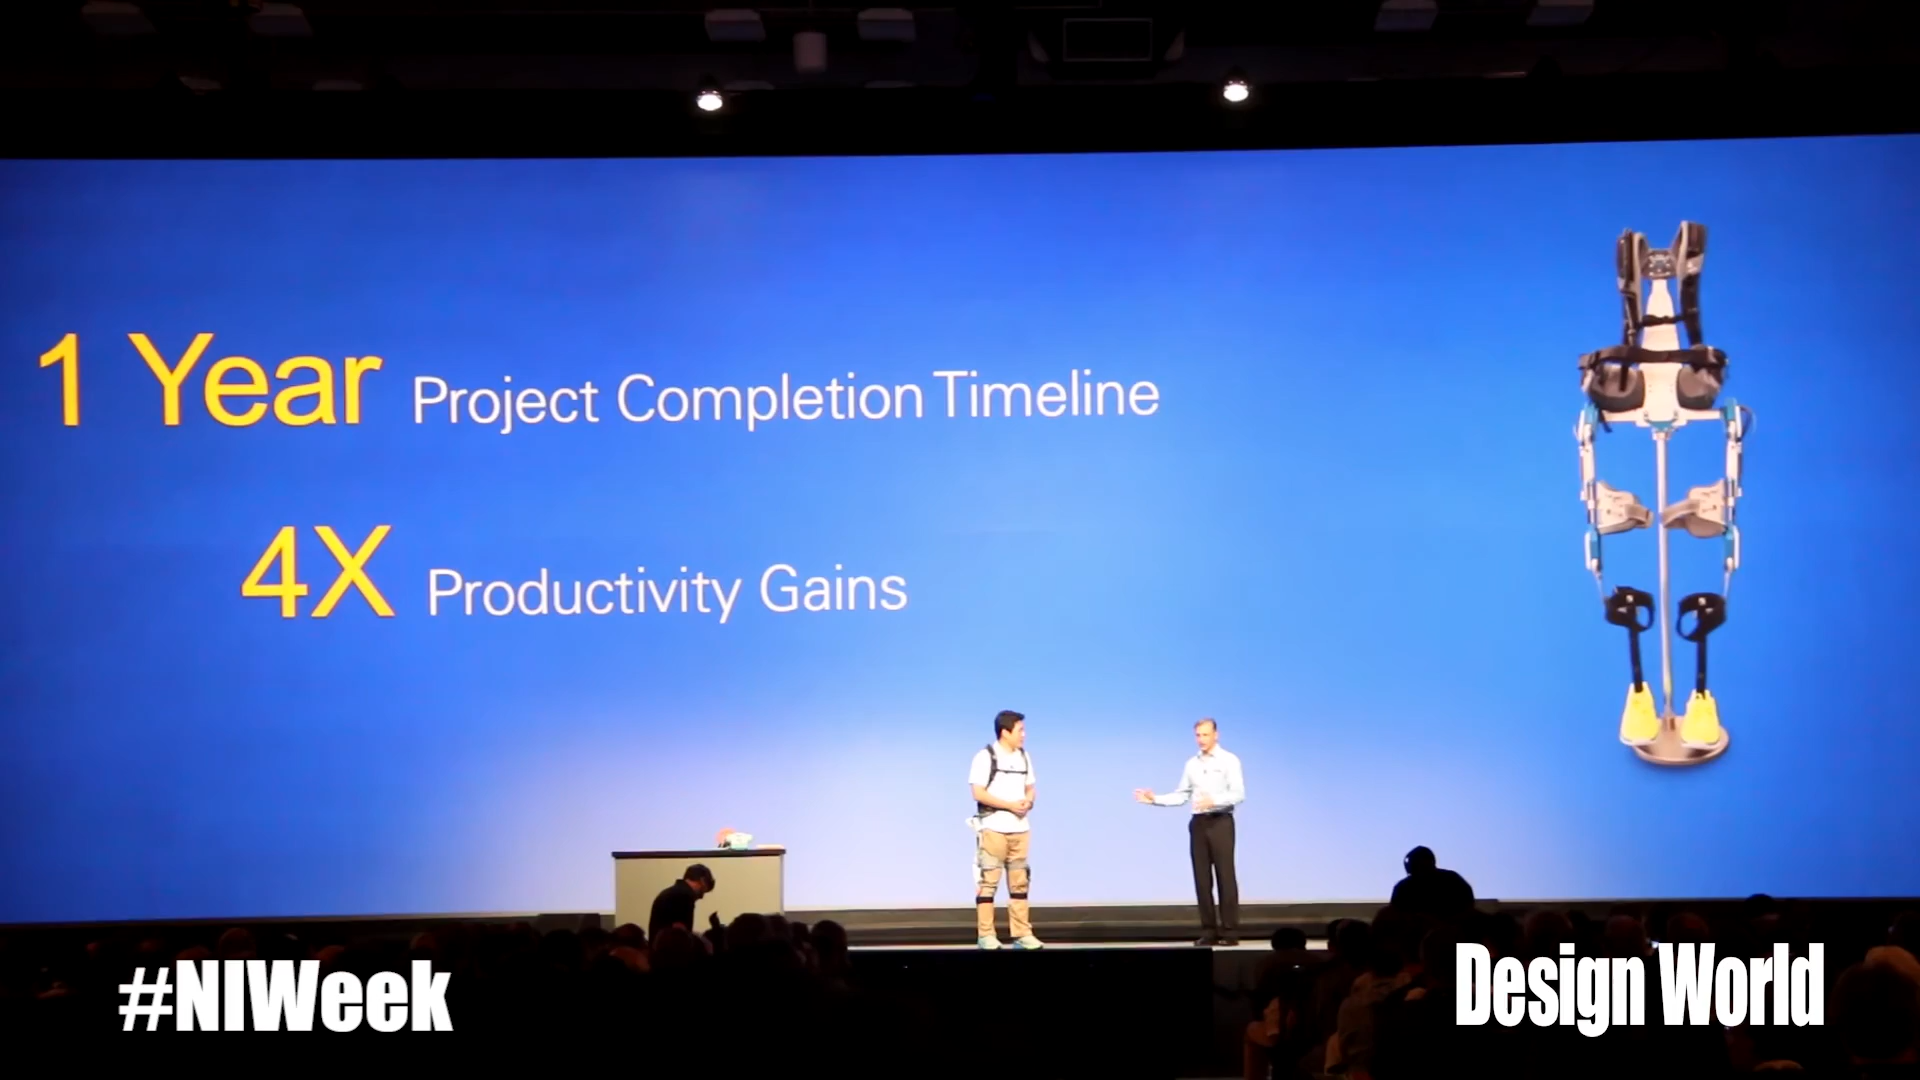 1 Year Project Completion Timeline
4X Productivity Gains
#NIWeek
Design World